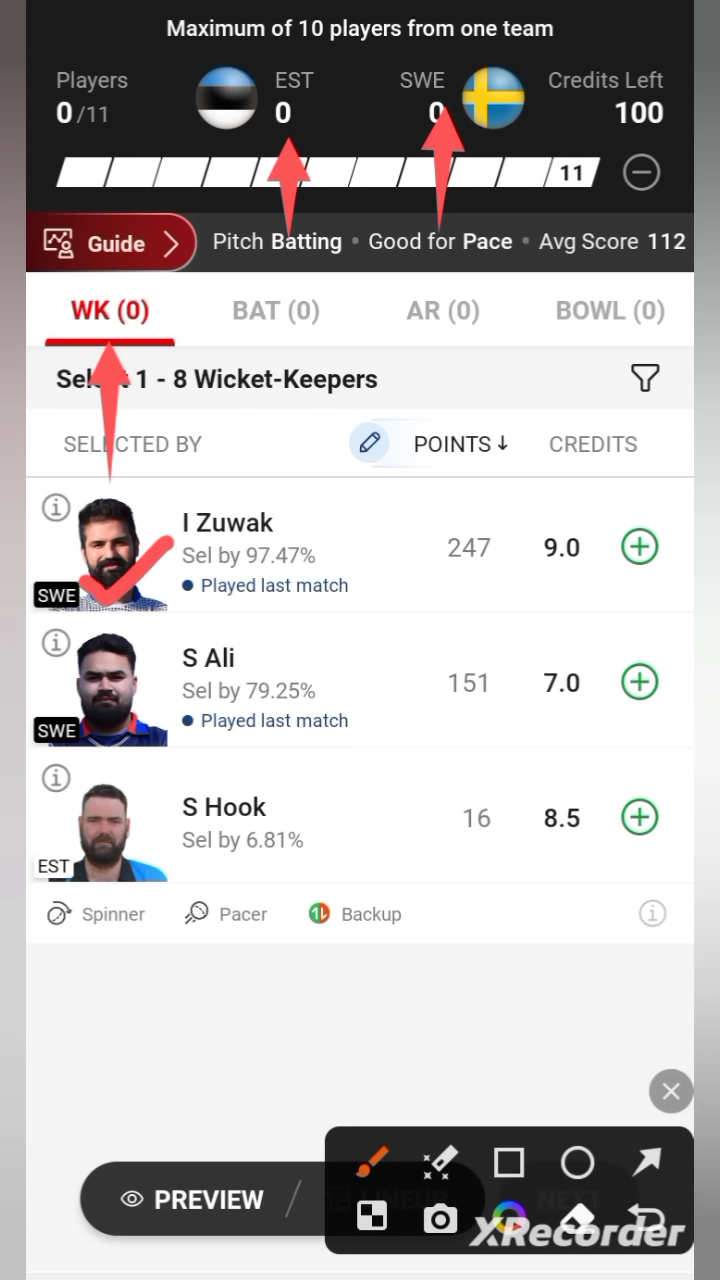 Maximum of 10 players from one team
Players EST SWE Credits Left
0/11 0 0 100
11
Guide Pitch Batting • Good for Pace • Avg Score 112
WK (0) BAT (0) AR (0) BOWL (0)
Select 1 - 8 Wicket-Keepers
SELECTED BY POINTS↓ CREDITS
I Zuwak
Sel by 97.47% 247 9.0
SWE • Played last match
S Ali
Sel by 79.25% 151 7.0
SWE • Played last match
S Hook
Sel by 6.81% 16 8.5
EST
Spinner Pacer Backup
PREVIEW / LINEUP NEXT
XRecorder